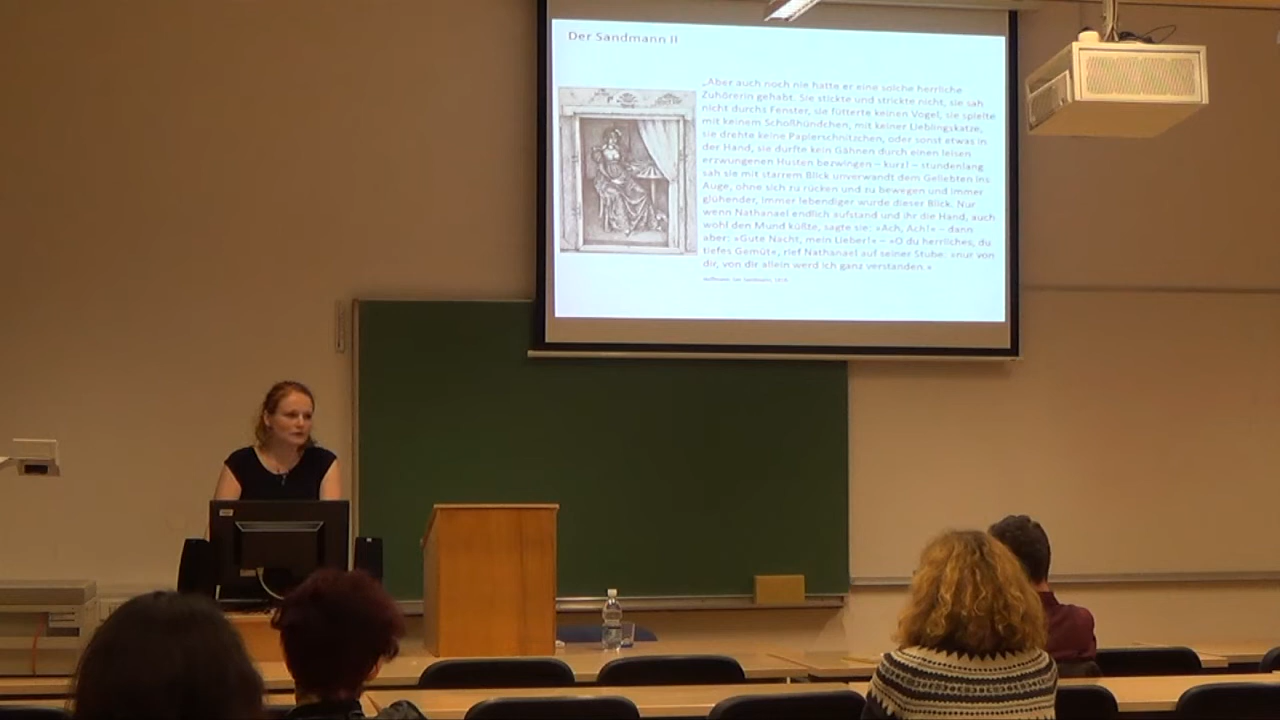 Der Sandmann II
„Aber auch noch nie hatte er eine solche herrliche
Zuhörerin gehabt. Sie stickte und strickte nicht, sie sah
nicht durchs Fenster, sie fütterte keinen Vogel, sie spielte
mit keinem Schoßhündchen, mit keiner Lieblingskatze,
sie drehte keine Papierschnitzchen, oder sonst etwas in
der Hand, sie durfte kein Gähnen durch einen leisen
erzwungenen Husten bezwingen – kurz! – stundenlang
sah sie mit starrem Blick unverwandt dem Geliebten ins
Auge, ohne sich zu rücken und zu bewegen und immer
glühender, immer lebendiger wurde dieser Blick. Nur
wenn Nathanael endlich aufstand und ihr die Hand, auch
wohl den Mund küßte, sagte sie: »Ach, Ach!« – dann
aber: »Gute Nacht, mein Lieber!« – »O du herrliches, du
tiefes Gemüt«, rief Nathanael auf seiner Stube: »nur von
dir, von dir allein werd ich ganz verstanden.«